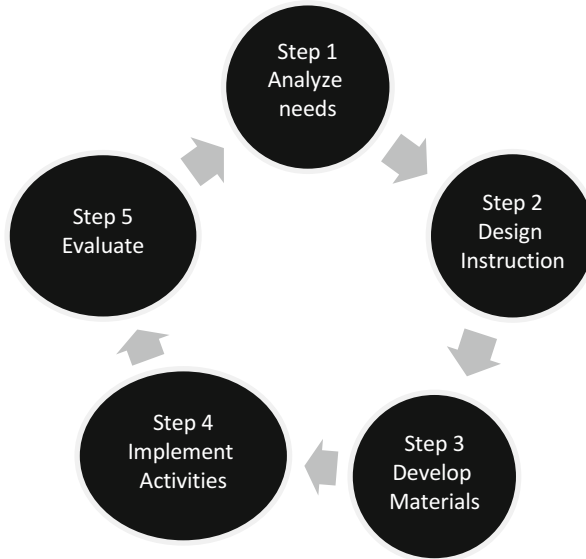 Step 1
Analyze
needs
Step 2
Design
Instruction
Step 3
Develop
Materials
Step 4
Implement
Activities
Step 5
Evaluate